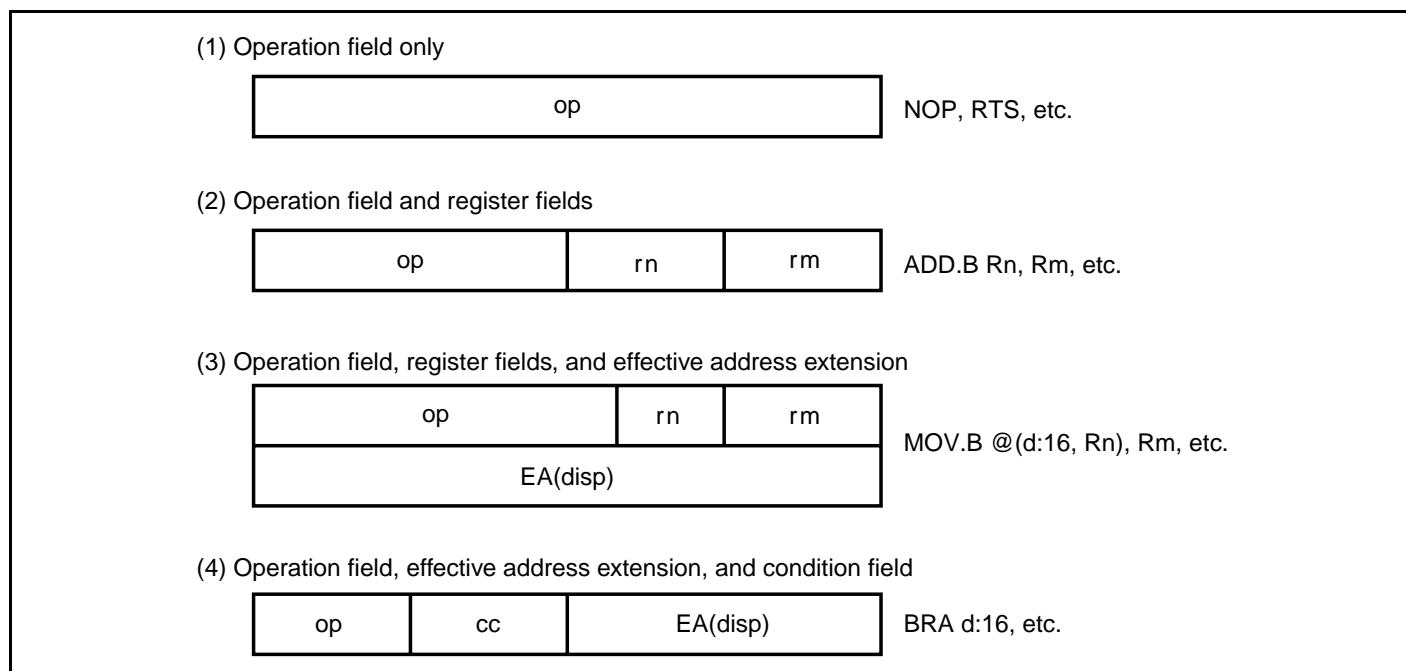 (1) Operation field only
op
NOP, RTS, etc.
(2) Operation field and register fields
op rn rm
ADD.B Rn, Rm, etc.
(3) Operation field, register fields, and effective address extension
op rn rm
MOV.B @(d:16, Rn), Rm, etc.
EA(disp)
(4) Operation field, effective address extension, and condition field
op cc EA(disp)
BRA d:16, etc.